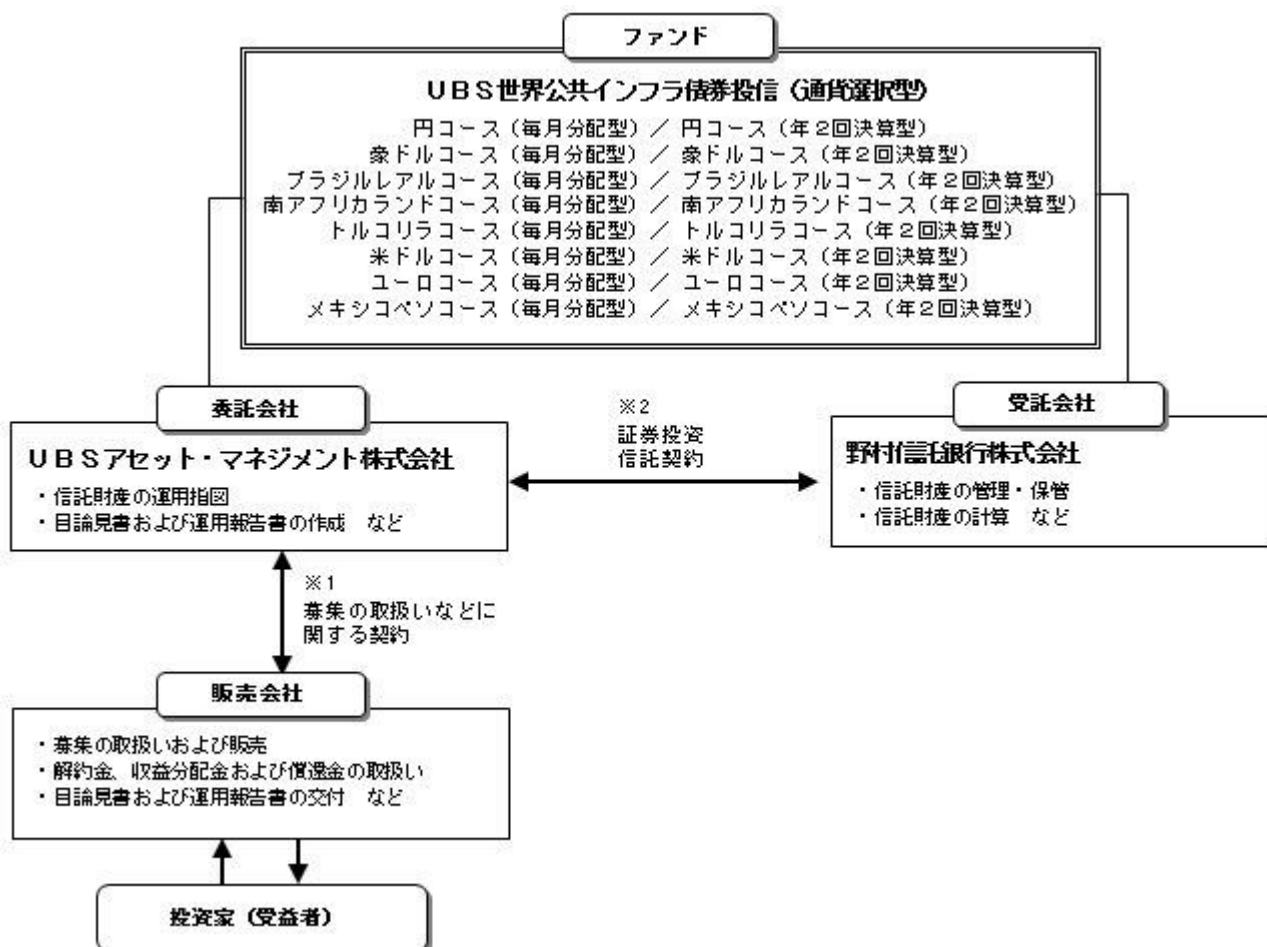 ファンド
UBS世界公共インフラ債券投信（通貨選択型）
円コース（毎月分配型）／円コース（年２回決算型）
豪ドルコース（毎月分配型）／豪ドルコース（年２回決算型）
ブラジルレアルコース（毎月分配型）／ブラジルレアルコース（年２回決算型）
南アフリカランドコース（毎月分配型）／南アフリカランドコース（年２回決算型）
トルコリラコース（毎月分配型）／トルコリラコース（年２回決算型）
米ドルコース（毎月分配型）／米ドルコース（年２回決算型）
ユーロコース（毎月分配型）／ユーロコース（年２回決算型）
メキシコペソコース（毎月分配型）／メキシコペソコース（年２回決算型）
委託会社
UBSアセット・マネジメント株式会社
・信託財産の運用指図
・目論見書および運用報告書の作成　など
※2
証券投資
信託契約
受託会社
野村信託銀行株式会社
・信託財産の管理・保管
・信託財産の計算　など
※1
募集の取扱いなどに
関する契約
販売会社
・募集の取扱いおよび販売
・解約金、収益分配金および償還金の取扱い
・目論見書および運用報告書の交付　など
投資家（受益者）